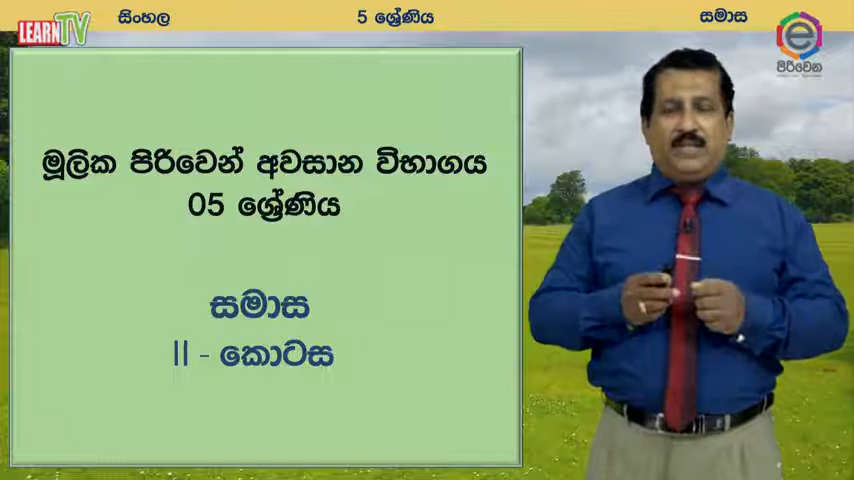 LEARN TV
සිංහල
5 ශ්‍රේණිය
සමාස
e
පිරිවෙන
මූලික පිරිවෙන් අවසාන විභාගය
05 ශ්‍රේණිය
සමාස
II - කොටස